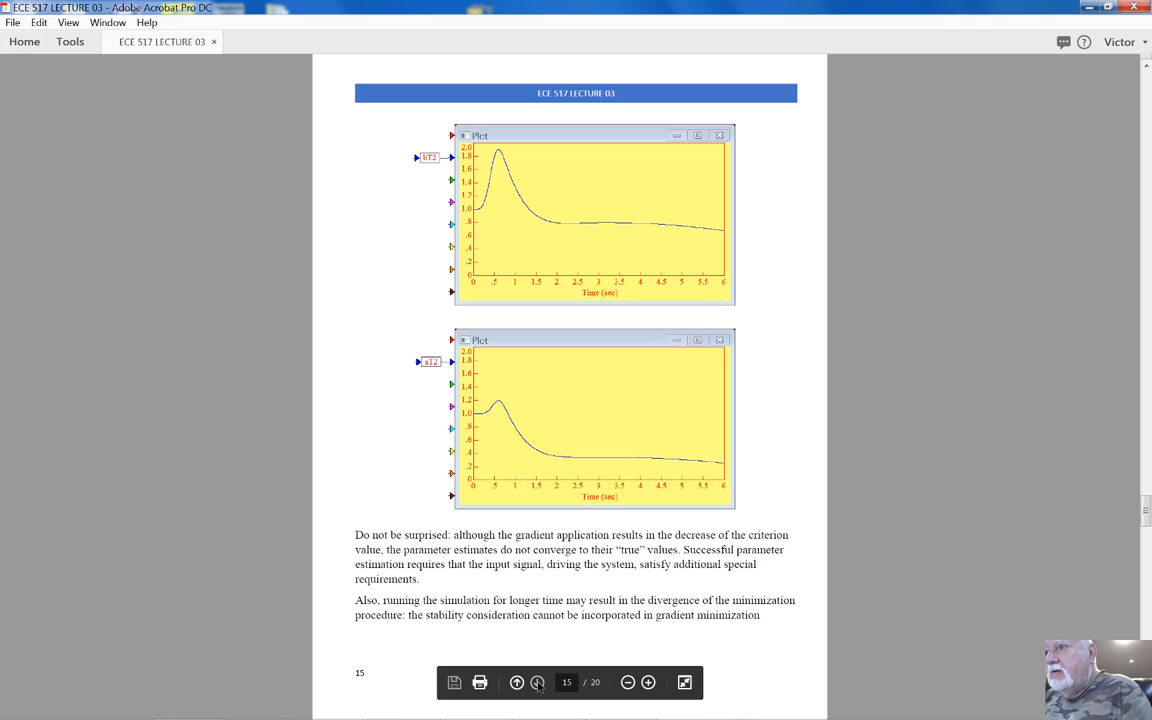 ECE 517 LECTURE 03 - Adobe Acrobat Pro DC
File Edit View Window Help
Home Tools ECE 517 LECTURE 03 × Victor
ECE 517 LECTURE 03
Plot
bT2
2.0
1.8
1.6
1.4
1.2
1.0
.8
.6
.4
.2
0
0 .5 1 1.5 2 2.5 3 3.5 4 4.5 5 5.5 6
Time (sec)
Plot
aT2
2.0
1.8
1.6
1.4
1.2
1.0
.8
.6
.4
.2
0
0 .5 1 1.5 2 2.5 3 3.5 4 4.5 5 5.5 6
Time (sec)
Do not be surprised: although the gradient application results in the decrease of the criterion
value, the parameter estimates do not converge to their “true” values. Successful parameter
estimation requires that the input signal, driving the system, satisfy additional special
requirements.
Also, running the simulation for longer time may result in the divergence of the minimization
procedure: the stability consideration cannot be incorporated in gradient minimization
15
15 / 20